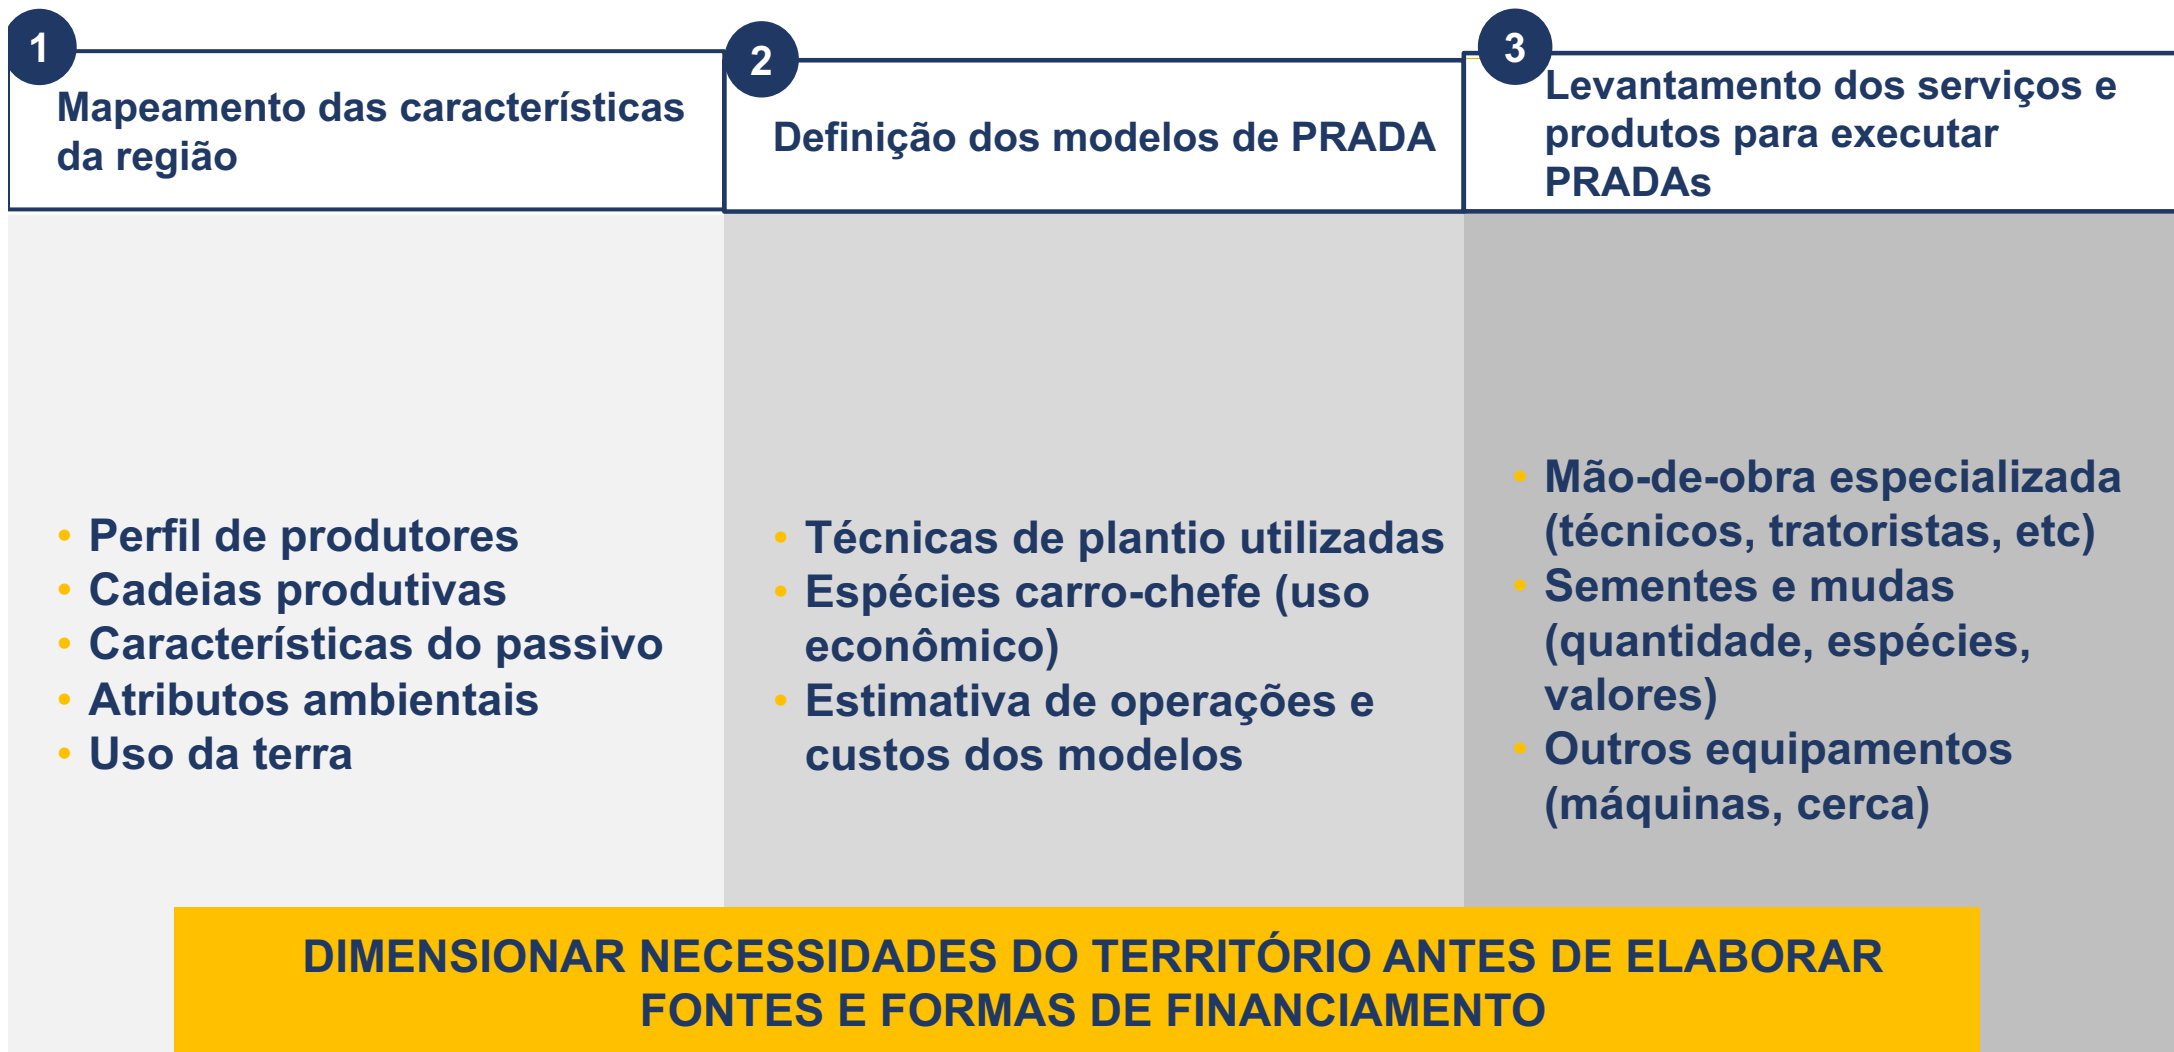 1
Mapeamento das características
da região
2
Definição dos modelos de PRADA
3
Levantamento dos serviços e
produtos para executar
PRADAs
• Perfil de produtores
• Cadeias produtivas
• Características do passivo
• Atributos ambientais
• Uso da terra
• Técnicas de plantio utilizadas
• Espécies carro-chefe (uso
econômico)
• Estimativa de operações e
custos dos modelos
• Mão-de-obra especializada
(técnicos, tratoristas, etc)
• Sementes e mudas
(quantidade, espécies,
valores)
• Outros equipamentos
(máquinas, cerca)
DIMENSIONAR NECESSIDADES DO TERRITÓRIO ANTES DE ELABORAR
FONTES E FORMAS DE FINANCIAMENTO